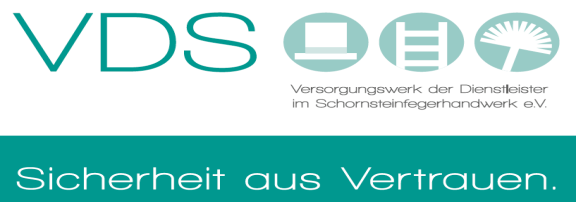 VDS
Versorgungswerk der Dienstleister
im Schornsteinfegerhandwerk e.V.
Sicherheit aus Vertrauen.